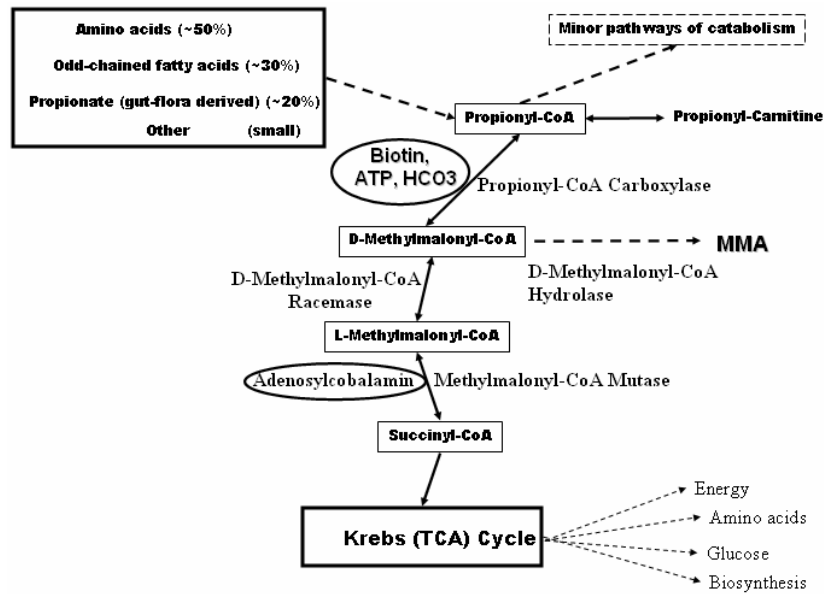 Amino acids (~50%)
Odd-chained fatty acids (~30%)
Propionate (gut-flora derived) (~20%)
Other (small)
Minor pathways of catabolism
Propionyl-CoA
Propionyl-Carnitine
Biotin,
ATP, HCO3
Propionyl-CoA Carboxylase
D-Methylmalonyl-CoA
MMA
D-Methylmalonyl-CoA
Racemase
D-Methylmalonyl-CoA
Hydrolase
L-Methylmalonyl-CoA
Adenosylcobalamin
Methylmalonyl-CoA Mutase
Succinyl-CoA
Krebs (TCA) Cycle
Energy
Amino acids
Glucose
Biosynthesis